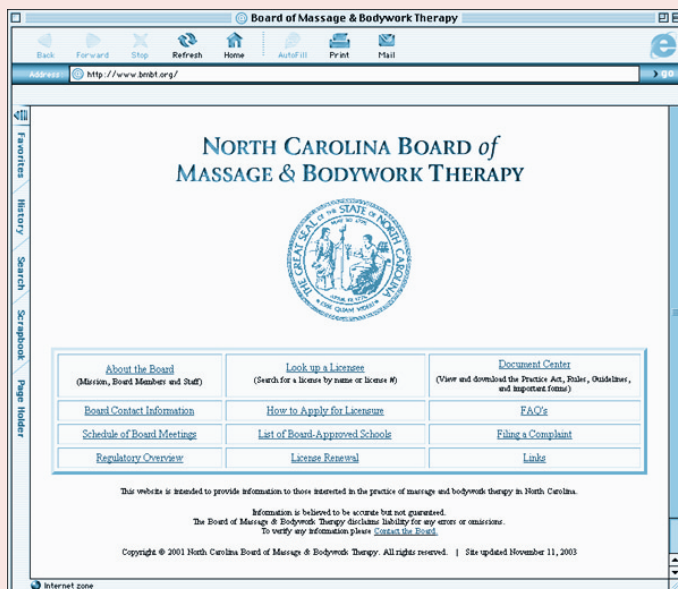 Board of Massage & Bodywork Therapy
Back Forward Stop Refresh Home AutoFill Print Mail
Address http://www.bmbt.org/ go
Favorites
History
Search
Scrapbook
Page Holder
NORTH CAROLINA BOARD of
MASSAGE & BODYWORK THERAPY
THE GREAT SEAL OF THE STATE OF NORTH CAROLINA
MAY 20 1775
ESSE QUAM VIDERI
About the Board
(Mission, Board Members and Staff)
Look up a Licensee
(Search for a license by name or license #)
Document Center
(View and download the Practice Act, Rules, Guidelines,
and important forms)
Board Contact Information How to Apply for Licensure FAQ's
Schedule of Board Meetings List of Board-Approved Schools Filing a Complaint
Regulatory Overview License Renewal Links
This website is intended to provide information to those interested in the practice of massage and bodywork therapy in North Carolina.
Information is believed to be accurate but not guaranteed.
The Board of Massage & Bodywork Therapy disclaims liability for any errors or omissions.
To verify any information please Contact the Board.
Copyright © 2001 North Carolina Board of Massage & Bodywork Therapy. All rights reserved. | Site updated November 11, 2003
Internet zone